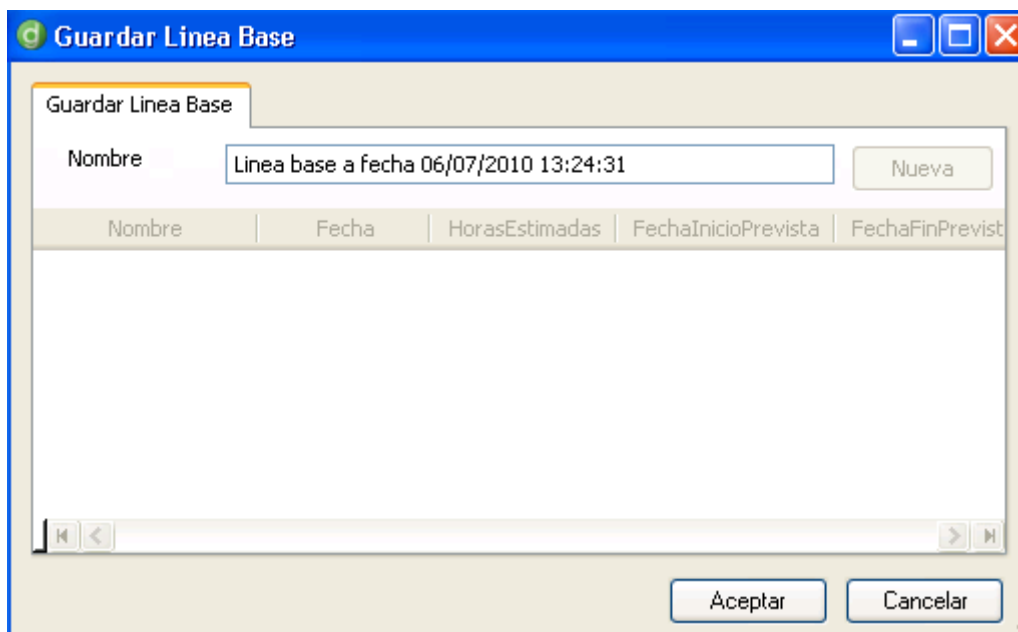 Guardar Linea Base
Guardar Linea Base
Nombre Linea base a fecha 06/07/2010 13:24:31 Nueva
Nombre Fecha HorasEstimadas FechaInicioPrevista FechaFinPrevist
Aceptar Cancelar